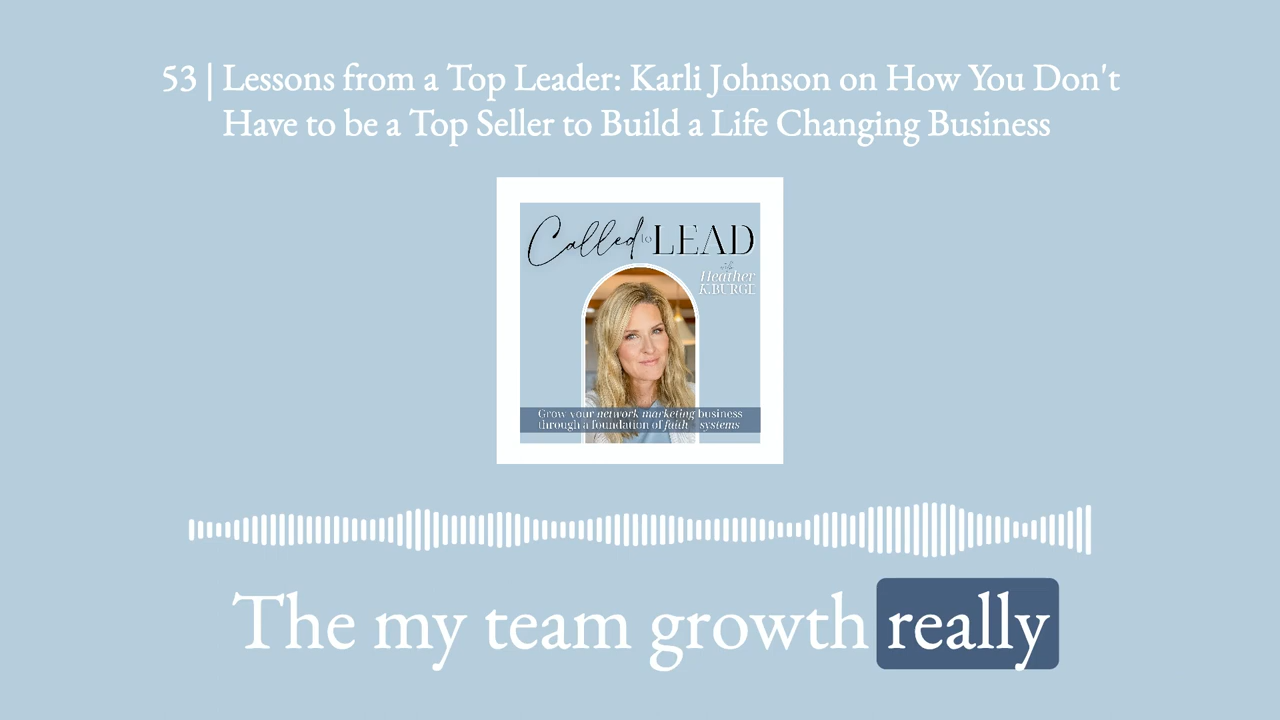 53 | Lessons from a Top Leader: Karli Johnson on How You Don't
Have to be a Top Seller to Build a Life Changing Business
Called to LEAD
with
Heather
K.BURGE
Grow your network marketing business
through a foundation of faith + systems
The my team growth really